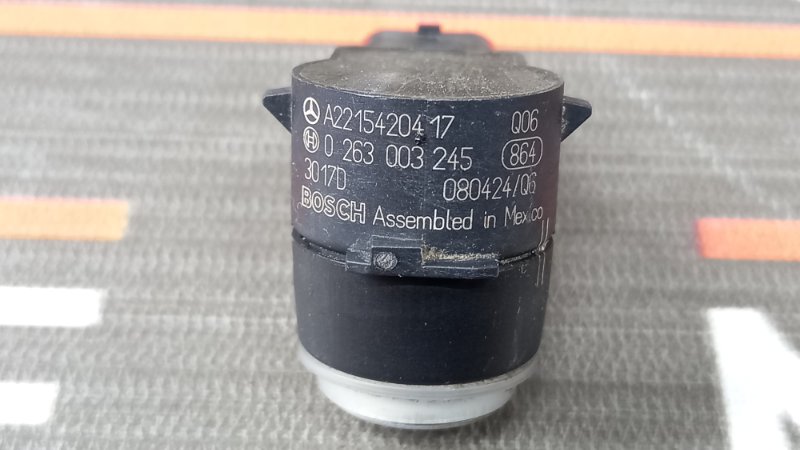 A2215420417 Q06
0 263 003 245 864
3017D 080424/Q6
BOSCH Assembled in Mexico